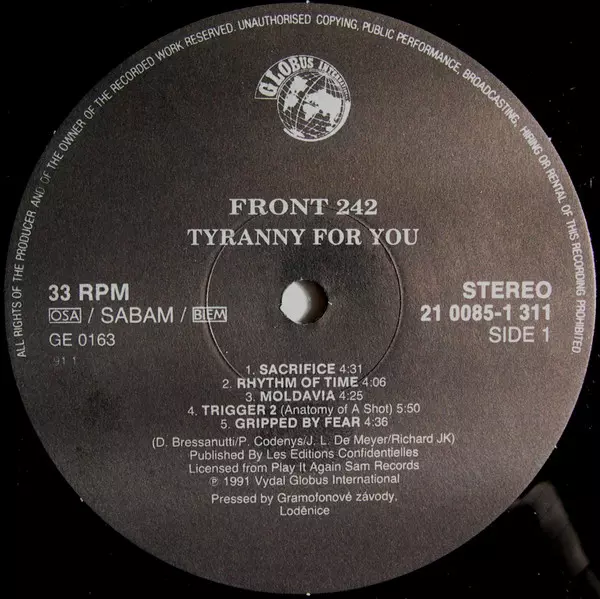 ALL RIGHTS OF THE PRODUCER AND OF THE OWNER OF THE RECORDED WORK RESERVED. UNAUTHORISED COPYING, PUBLIC PERFORMANCE, BROADCASTING, HIRING OR RENTAL OF THIS RECORDING PROHIBITED
GLOBUS INTERNATIONAL
FRONT 242
TYRANNY FOR YOU
33 RPM
OSA / SABAM / BIEM
GE 0163
91 1
STEREO
21 0085-1 311
SIDE 1
1. SACRIFICE 4:31
2. RHYTHM OF TIME 4:06
3. MOLDAVIA 4:25
4. TRIGGER 2 (Anatomy of A Shot) 5:50
5. GRIPPED BY FEAR 4:36
(D. Bressanutti/P. Codenys/J. L. De Meyer/Richard JK)
Published By Les Editions Confidentielles
Licensed from Play It Again Sam Records
℗ 1991 Vydal Globus International
Pressed by Gramofonové závody,
Loděnice